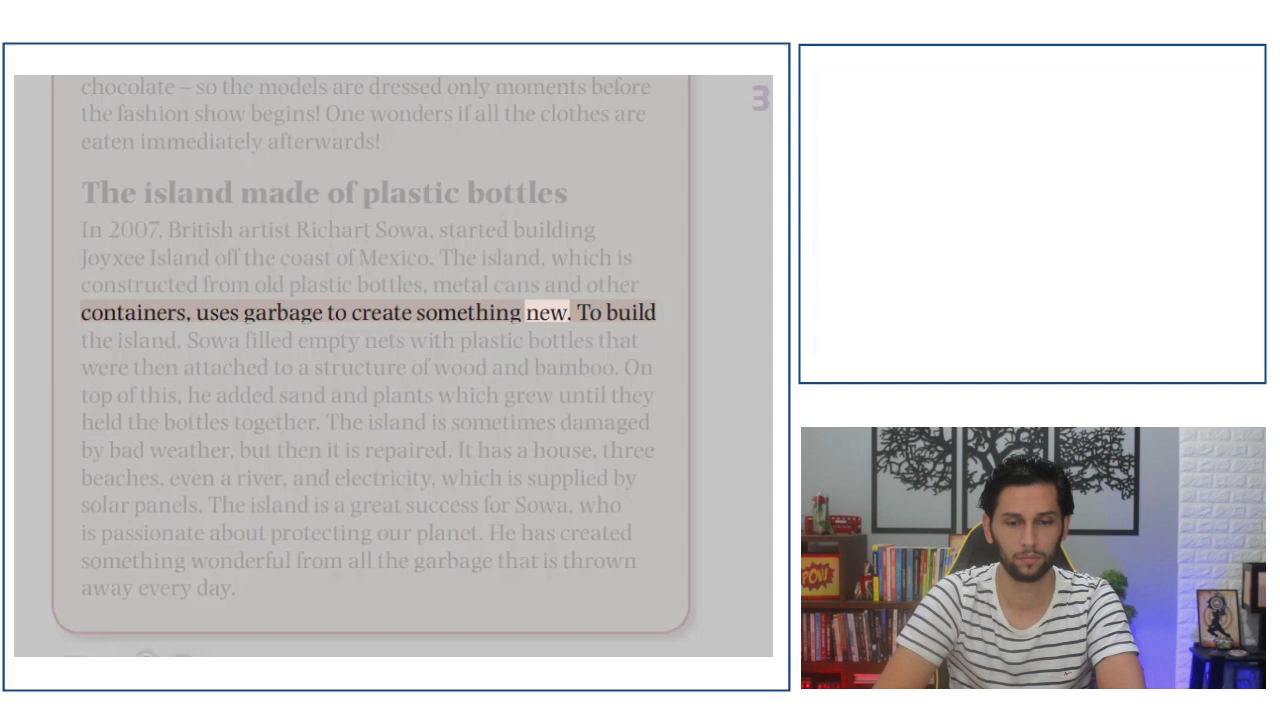 chocolate – so the models are dressed only moments before
the fashion show begins! One wonders if all the clothes are
eaten immediately afterwards!
3
The island made of plastic bottles
In 2007, British artist Richart Sowa, started building
Joyxee Island off the coast of Mexico. The island, which is
constructed from old plastic bottles, metal cans and other
containers, uses garbage to create something new. To build
the island, Sowa filled empty nets with plastic bottles that
were then attached to a structure of wood and bamboo. On
top of this, he added sand and plants which grew until they
held the bottles together. The island is sometimes damaged
by bad weather, but then it is repaired. It has a house, three
beaches, even a river, and electricity, which is supplied by
solar panels. The island is a great success for Sowa, who
is passionate about protecting our planet. He has created
something wonderful from all the garbage that is thrown
away every day.
POW!